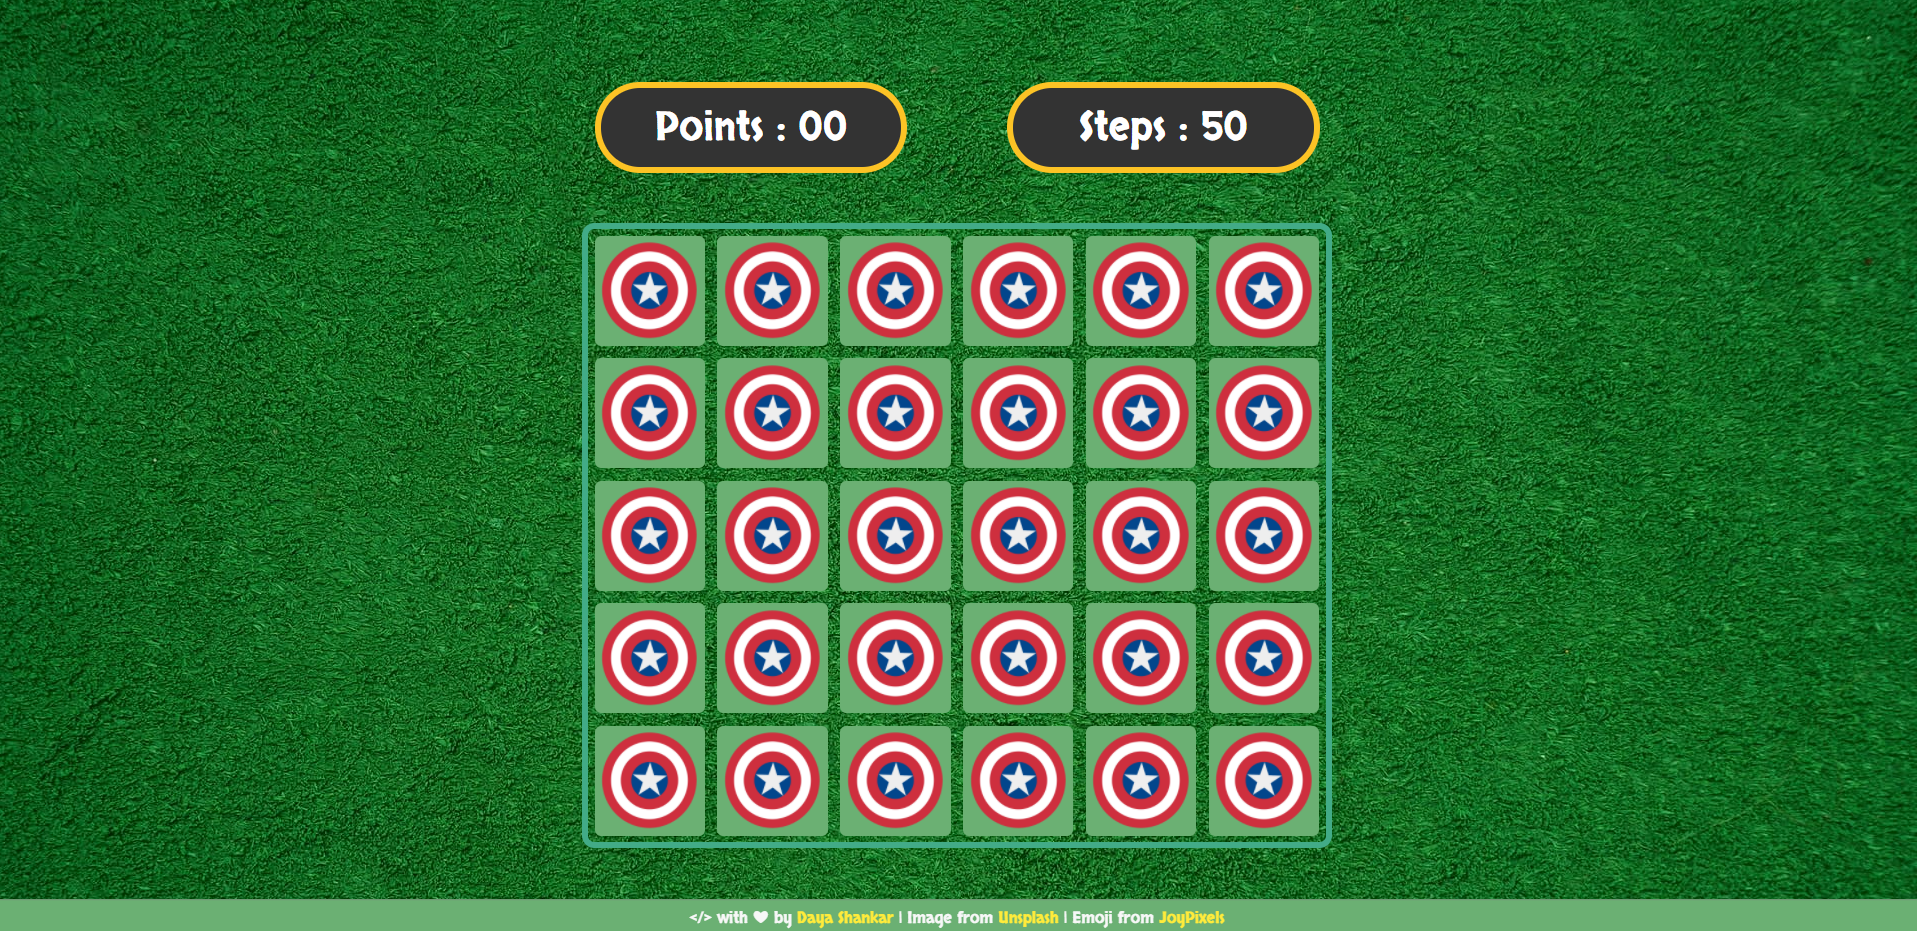 Points : 00
Steps : 50
</> with ❤ by Daya Shankar | Image from Unsplash | Emoji from JoyPixels